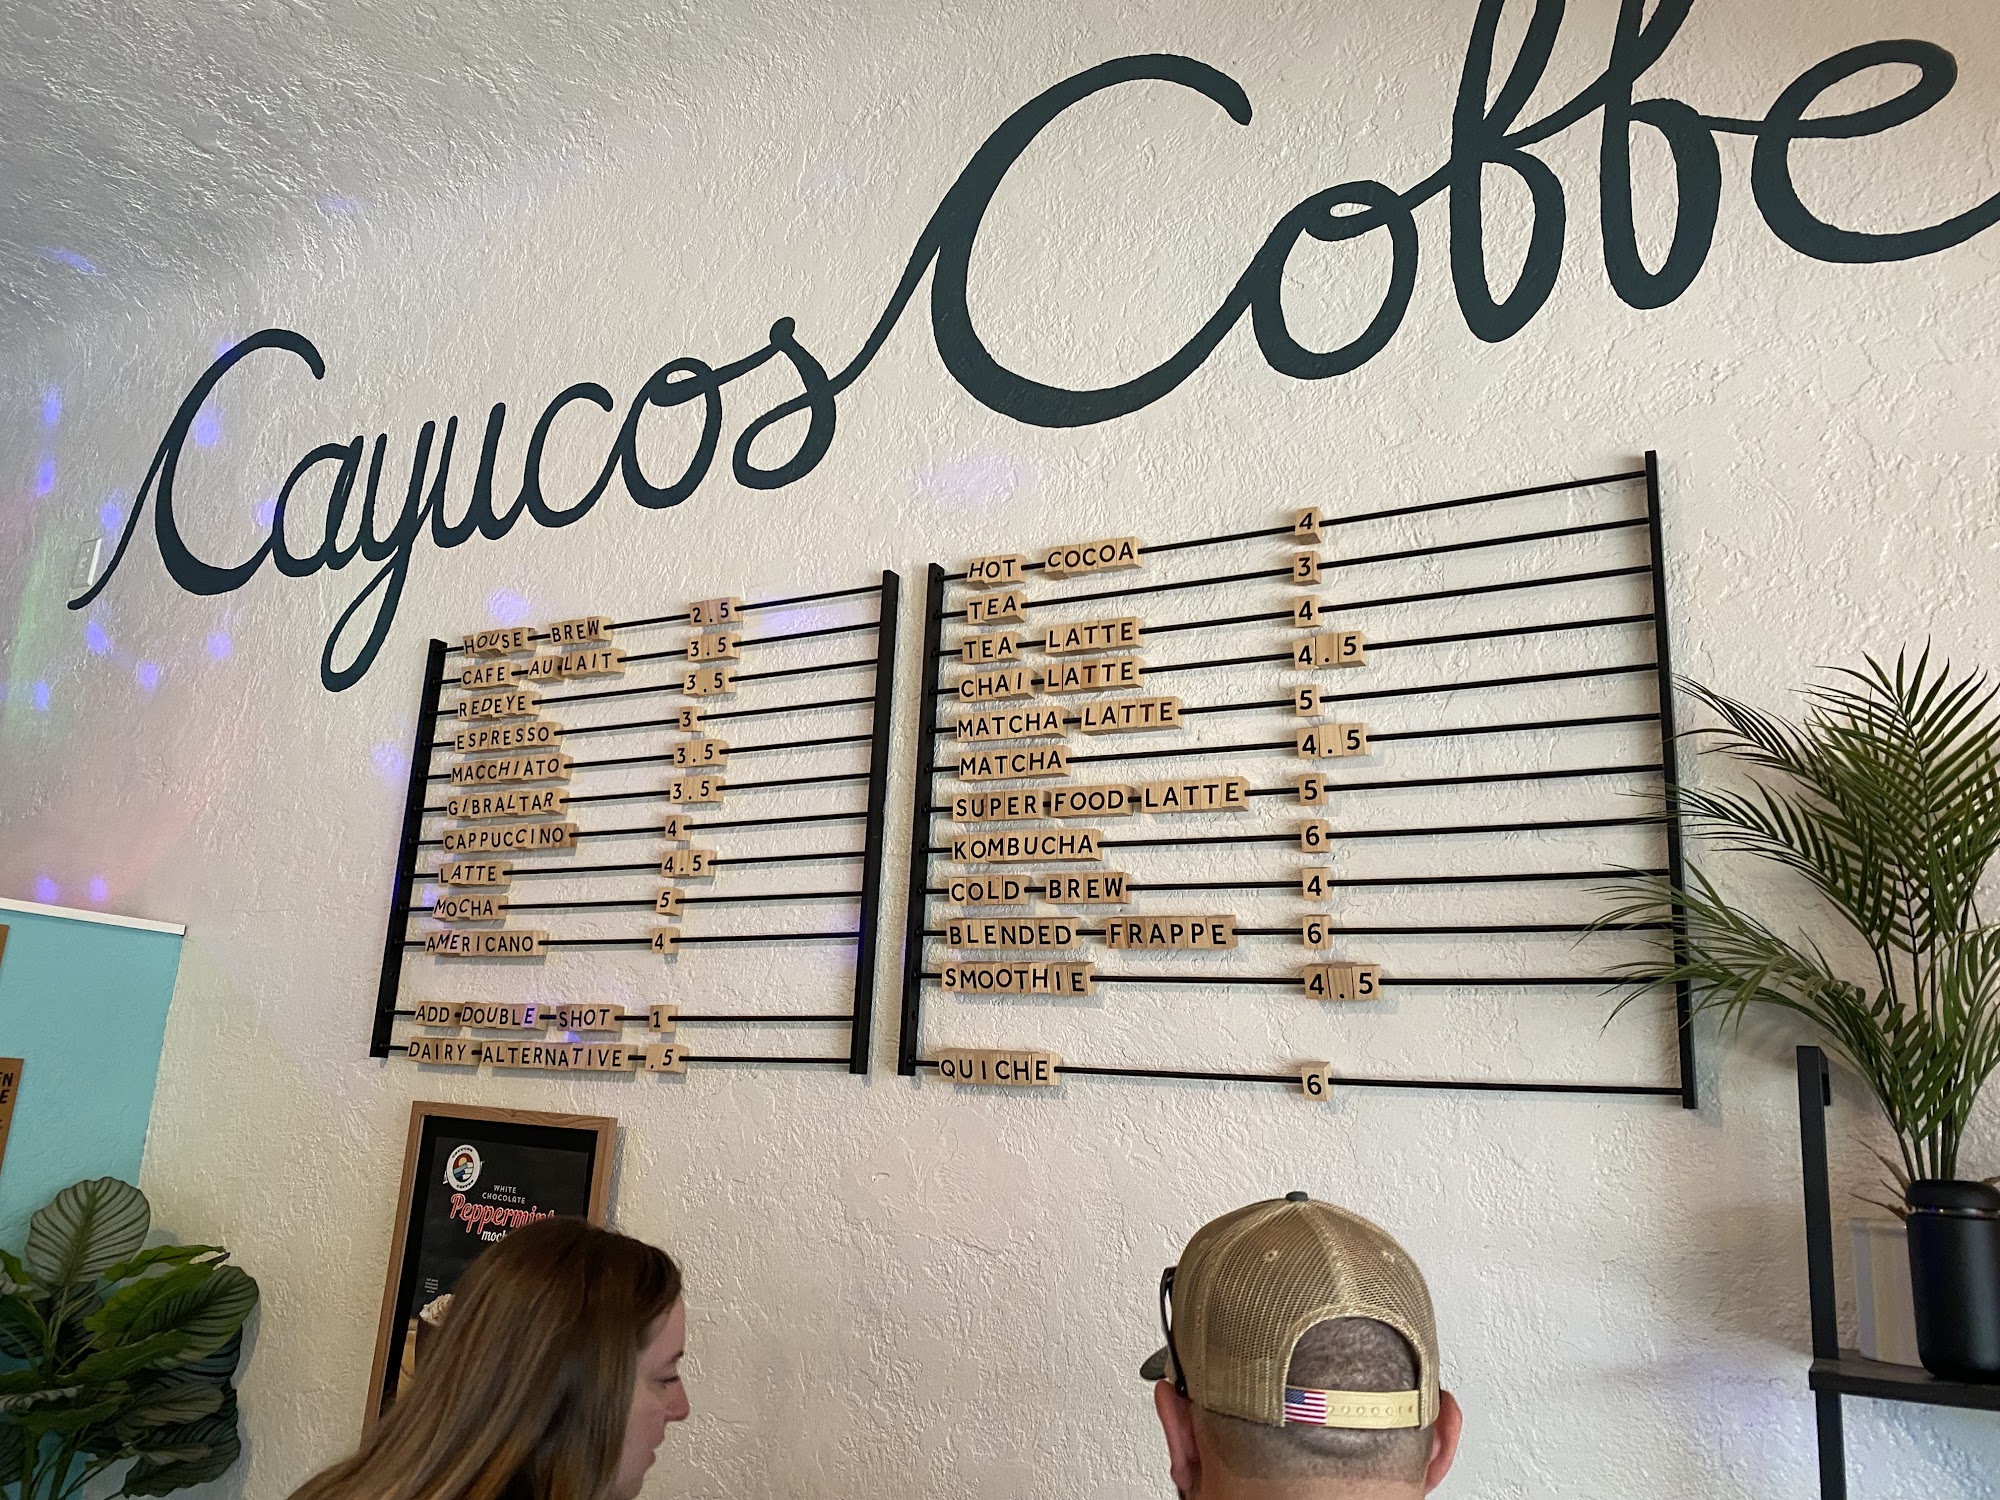 Cayucos Coffe
HOUSE BREW 2.5
CAFE AU LAIT 3.5
REDEYE 3.5
ESPRESSO 3
MACCHIATO 3.5
GIBRALTAR 3.5
CAPPUCCINO 4
LATTE 4.5
MOCHA 5
AMERICANO 4
ADD DOUBLE SHOT 1
DAIRY ALTERNATIVE .5
HOT COCOA 4
TEA 3
TEA LATTE 4
CHAI LATTE 4.5
MATCHA LATTE 5
MATCHA 4.5
SUPER FOOD LATTE 5
KOMBUCHA 6
COLD BREW 4
BLENDED FRAPPE 6
SMOOTHIE 4.5
QUICHE 6
WHITE
CHOCOLATE
Peppermint